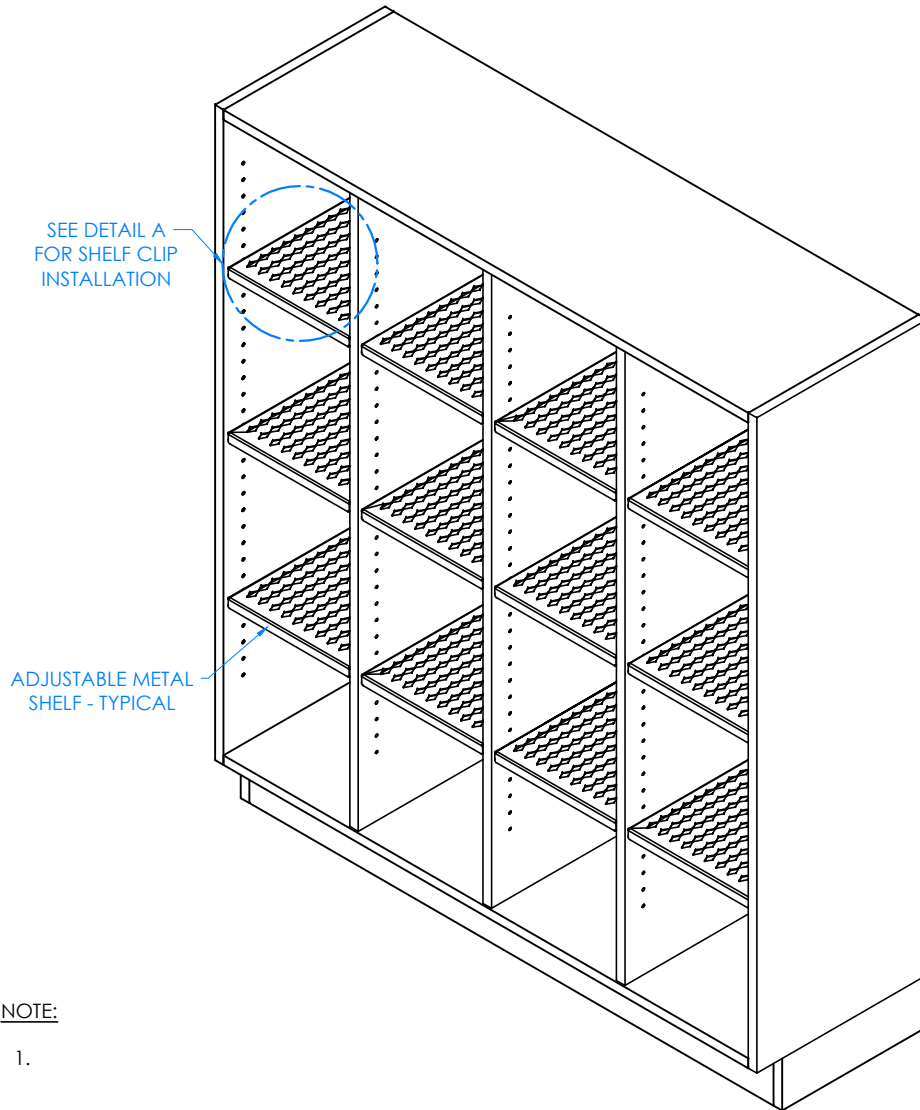 SEE DETAIL A
FOR SHELF CLIP
INSTALLATION
ADJUSTABLE METAL
SHELF - TYPICAL
NOTE:
1.